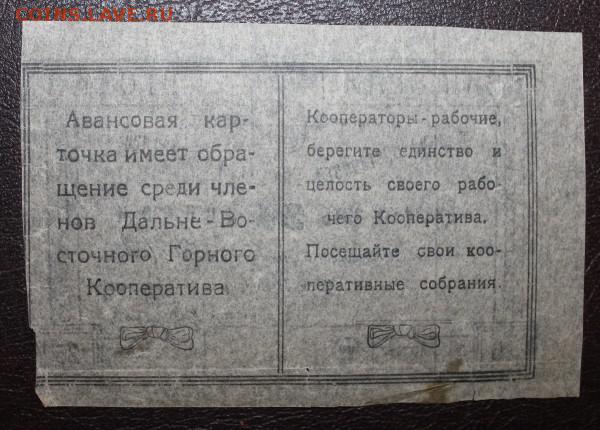 COINS.LAVE.RU
Авансовая кар-
точка имеет обра-
щение среди чле-
нов Дальне-Во-
сточного Горного
Кооператива
Кооператоры-рабочие,
берегите единство и
целость своего рабо-
чего Кооператива.
Посещайте свои коо-
перативные собрания.